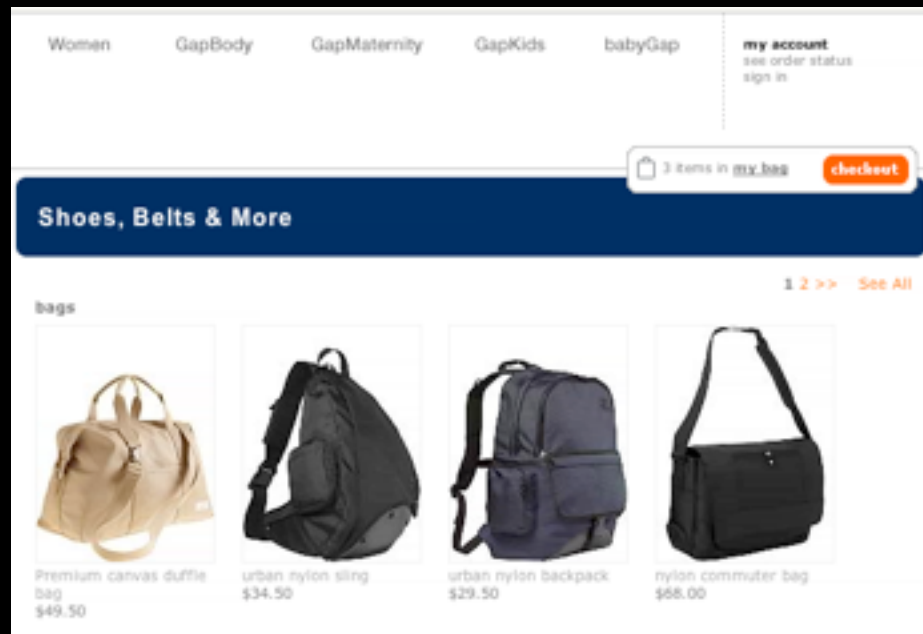 Women GapBody GapMaternity GapKids babyGap
my account
see order status
sign in
3 items in my bag checkout
Shoes, Belts & More
1 2 >> See All
bags
Premium canvas duffle
bag
$49.50
urban nylon sling
$34.50
urban nylon backpack
$29.50
nylon commuter bag
$68.00